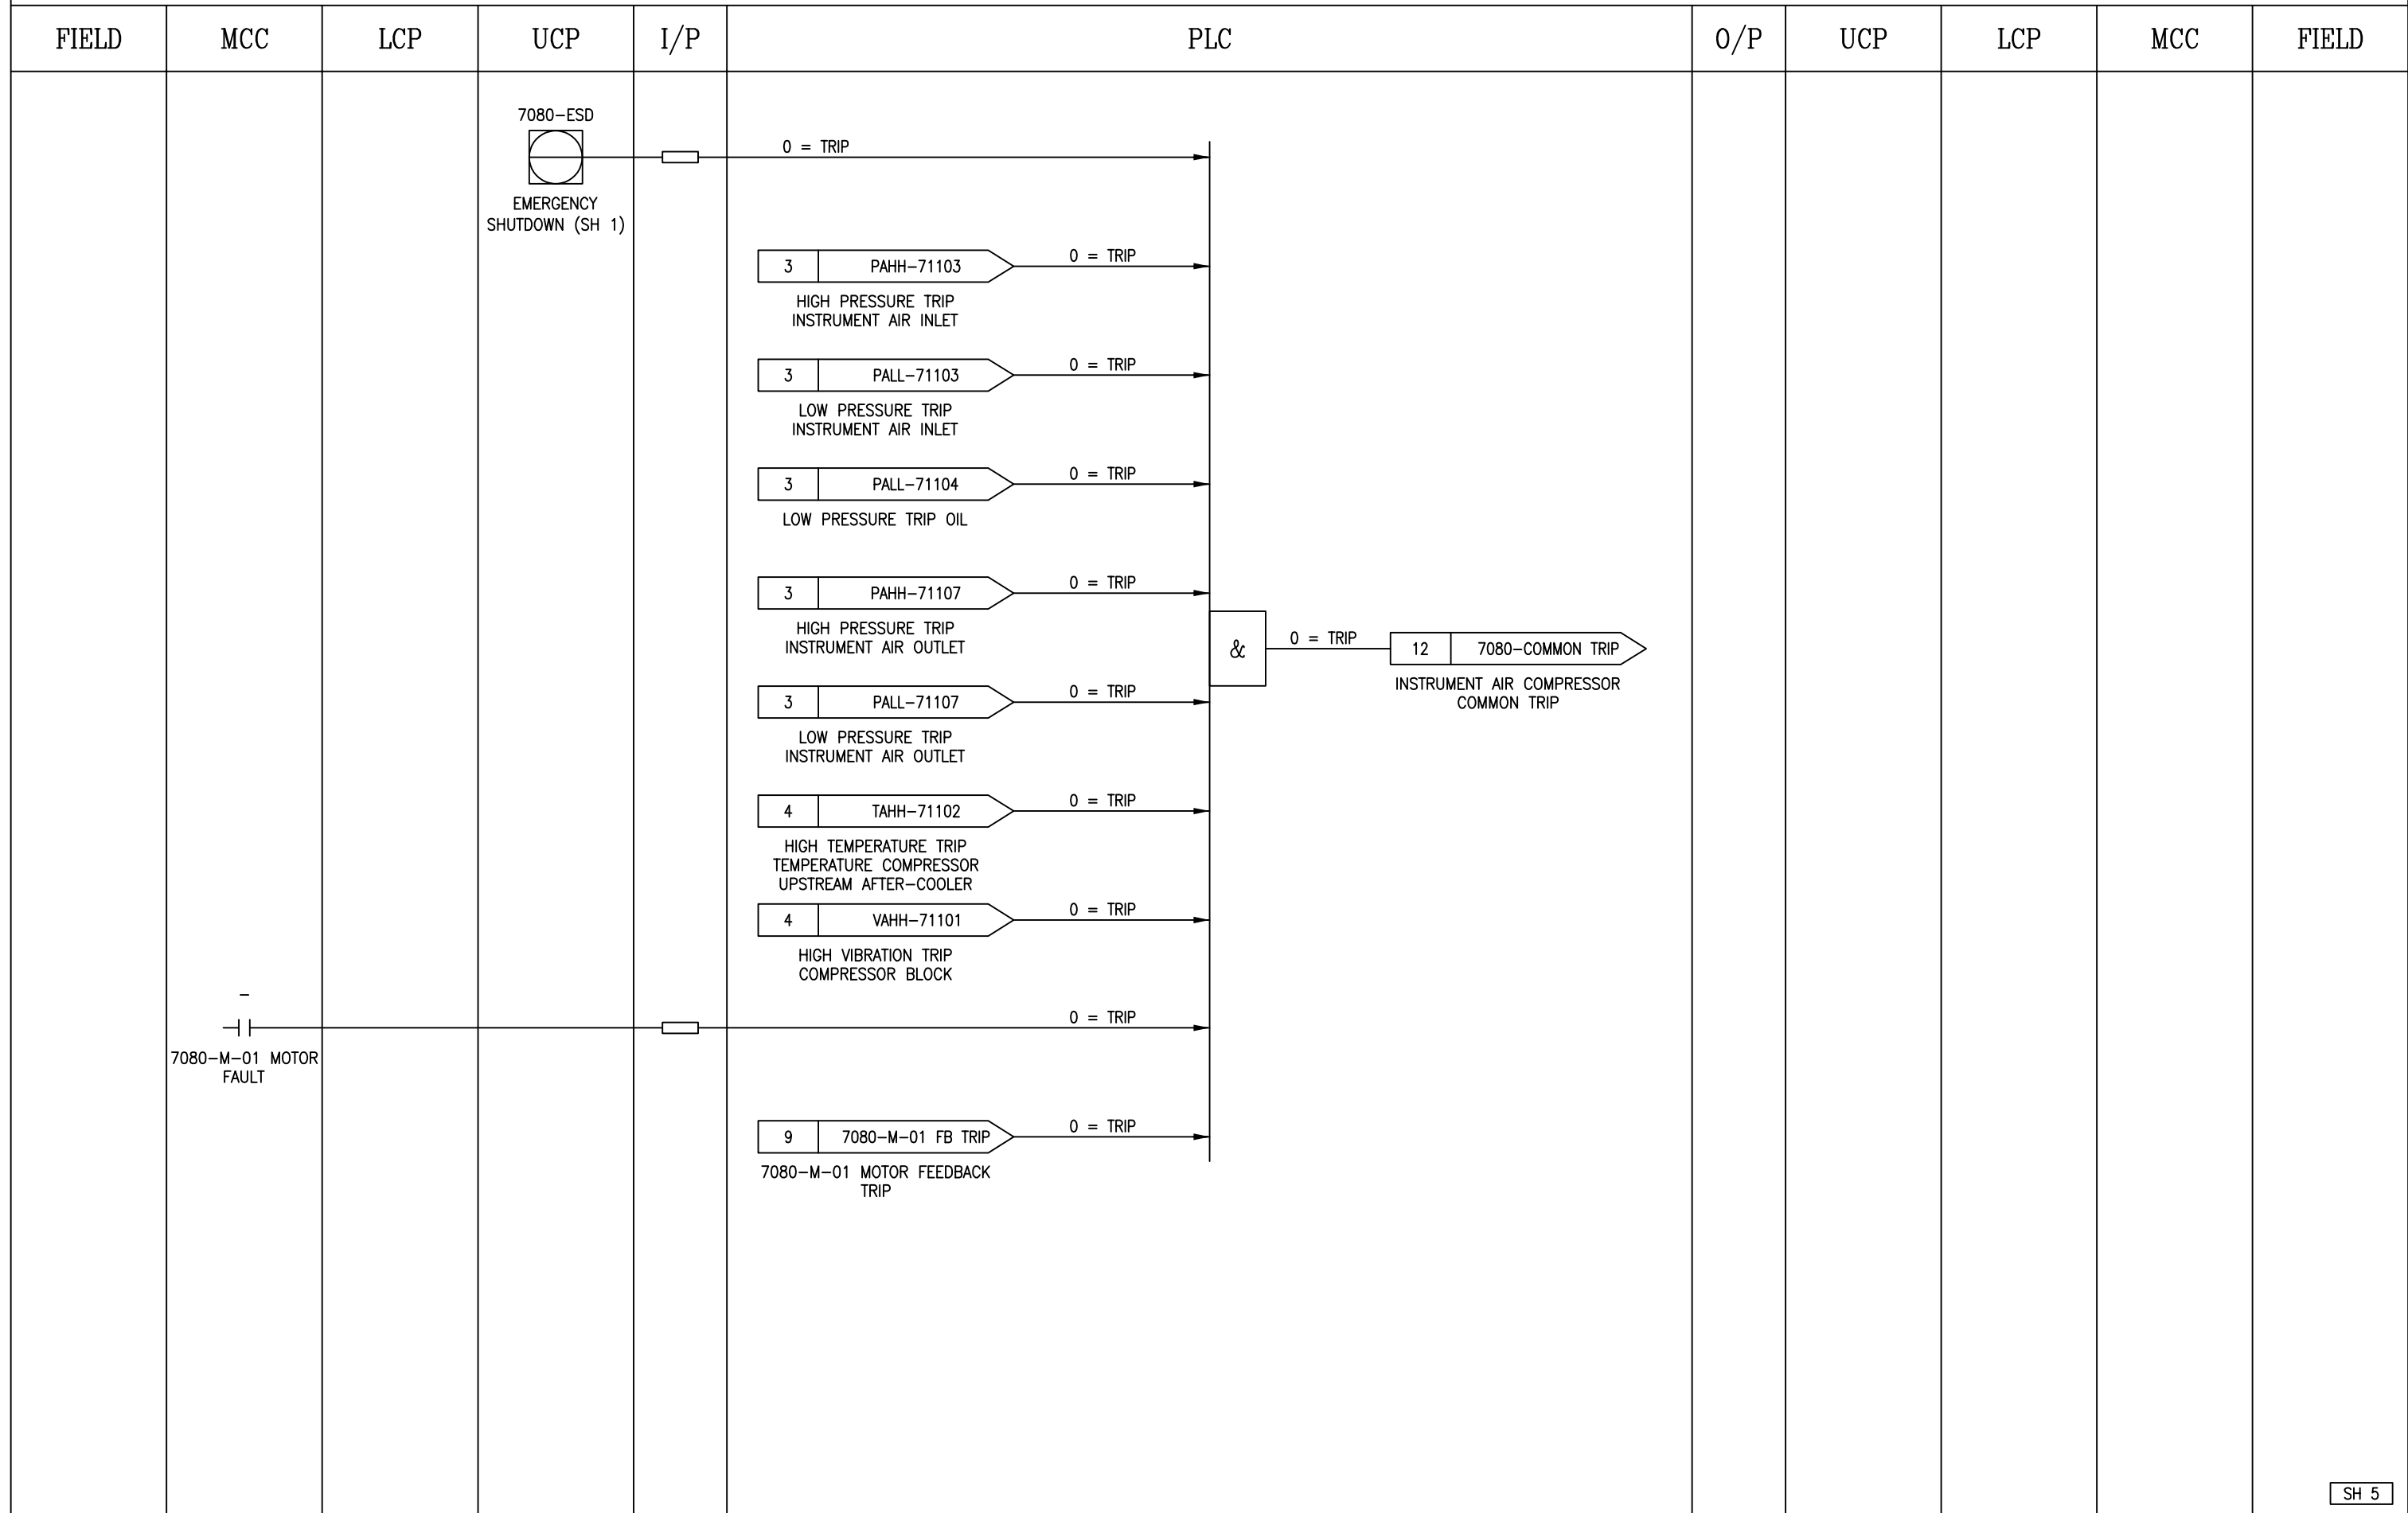 FIELD
MCC
LCP
UCP
I/P
PLC
O/P
UCP
LCP
MCC
FIELD
7080-ESD
EMERGENCY
SHUTDOWN (SH 1)
0 = TRIP
3 PAHH-71103
0 = TRIP
HIGH PRESSURE TRIP
INSTRUMENT AIR INLET
3 PALL-71103
0 = TRIP
LOW PRESSURE TRIP
INSTRUMENT AIR INLET
3 PALL-71104
0 = TRIP
LOW PRESSURE TRIP OIL
3 PAHH-71107
0 = TRIP
HIGH PRESSURE TRIP
INSTRUMENT AIR OUTLET
&
0 = TRIP
12 7080-COMMON TRIP
INSTRUMENT AIR COMPRESSOR
COMMON TRIP
3 PALL-71107
0 = TRIP
LOW PRESSURE TRIP
INSTRUMENT AIR OUTLET
4 TAHH-71102
0 = TRIP
HIGH TEMPERATURE TRIP
TEMPERATURE COMPRESSOR
UPSTREAM AFTER-COOLER
4 VAHH-71101
0 = TRIP
HIGH VIBRATION TRIP
COMPRESSOR BLOCK
-
7080-M-01 MOTOR
FAULT
0 = TRIP
9 7080-M-01 FB TRIP
0 = TRIP
7080-M-01 MOTOR FEEDBACK
TRIP
SH 5